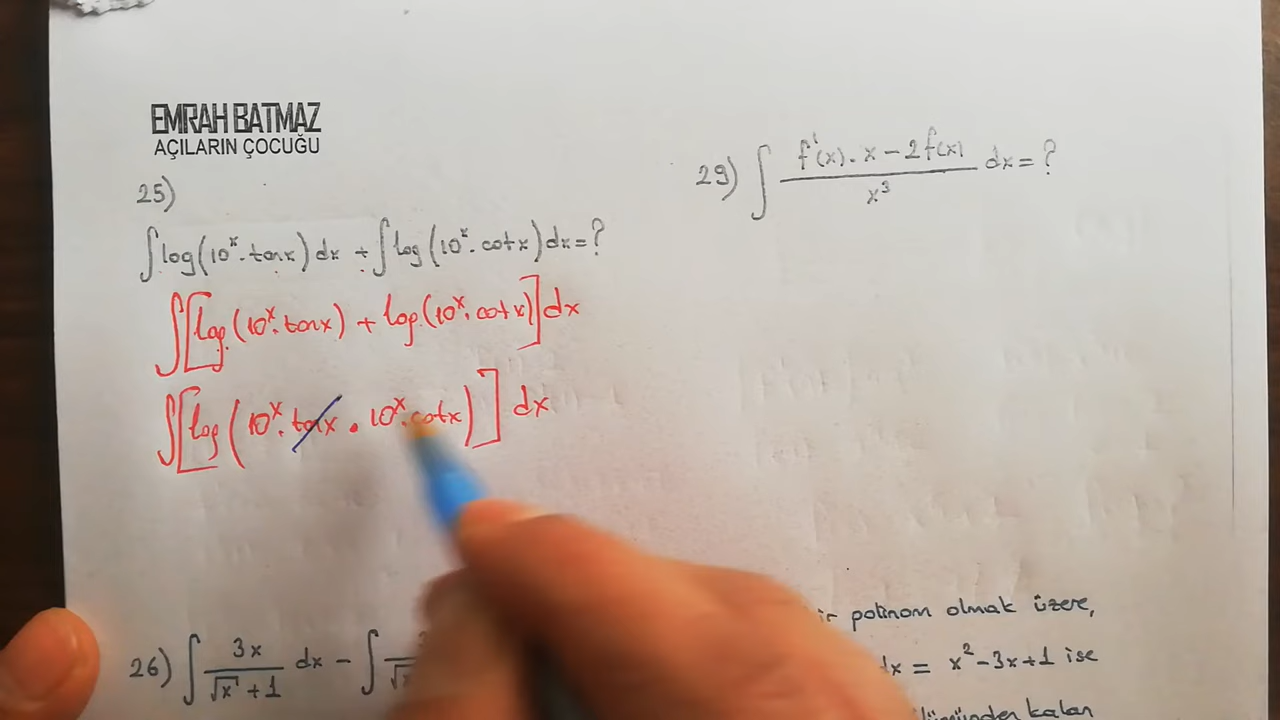 EMRAH BATMAZ
AÇILARIN ÇOCUĞU
25)
∫log(10ˣ.tanx)dx + ∫log(10ˣ.cotx)dx=?
∫[log(10ˣ.tanx) + log(10ˣ.cotx)]dx
∫[log(10ˣ.tanx . 10ˣ.cotx)] dx
26) ∫ 3x/(√x+1) dx − ∫
29) ∫ (f'(x).x−2f(x))/x³ dx=?
polinom olmak üzere,
= x²−3x+1 ise
kalan